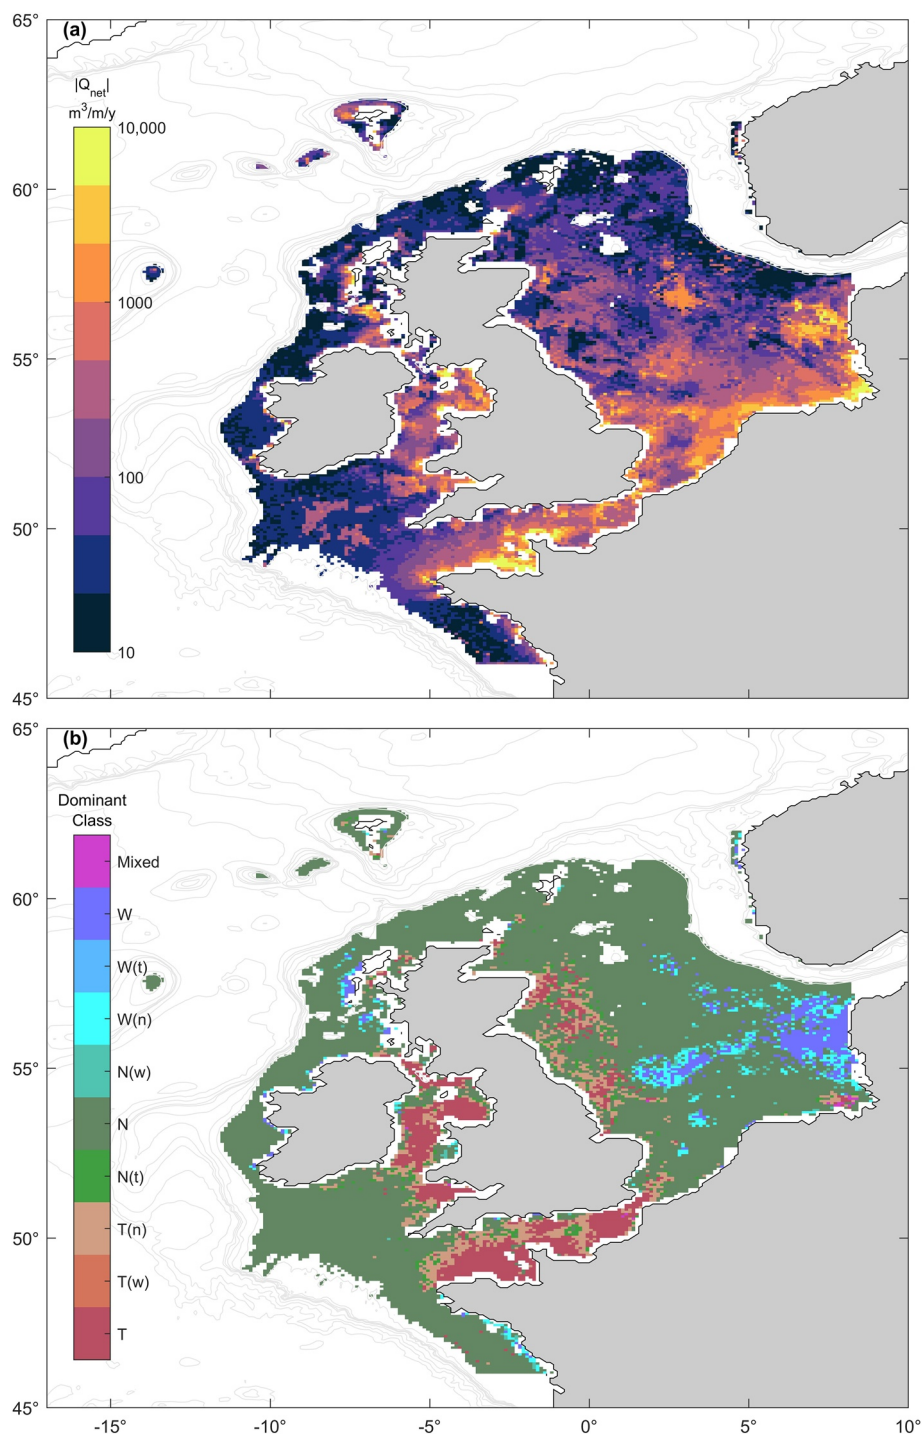 65°
(a)
|Q_net|
m³/m/y
10,000
60°
1000
55°
100
50°
10
45°
65°
(b)
Dominant
Class
Mixed
W
60°
W(t)
W(n)
N(w)
55°
N
N(t)
T(n)
50°
T(w)
T
45°
-15° -10° -5° 0° 5° 10°